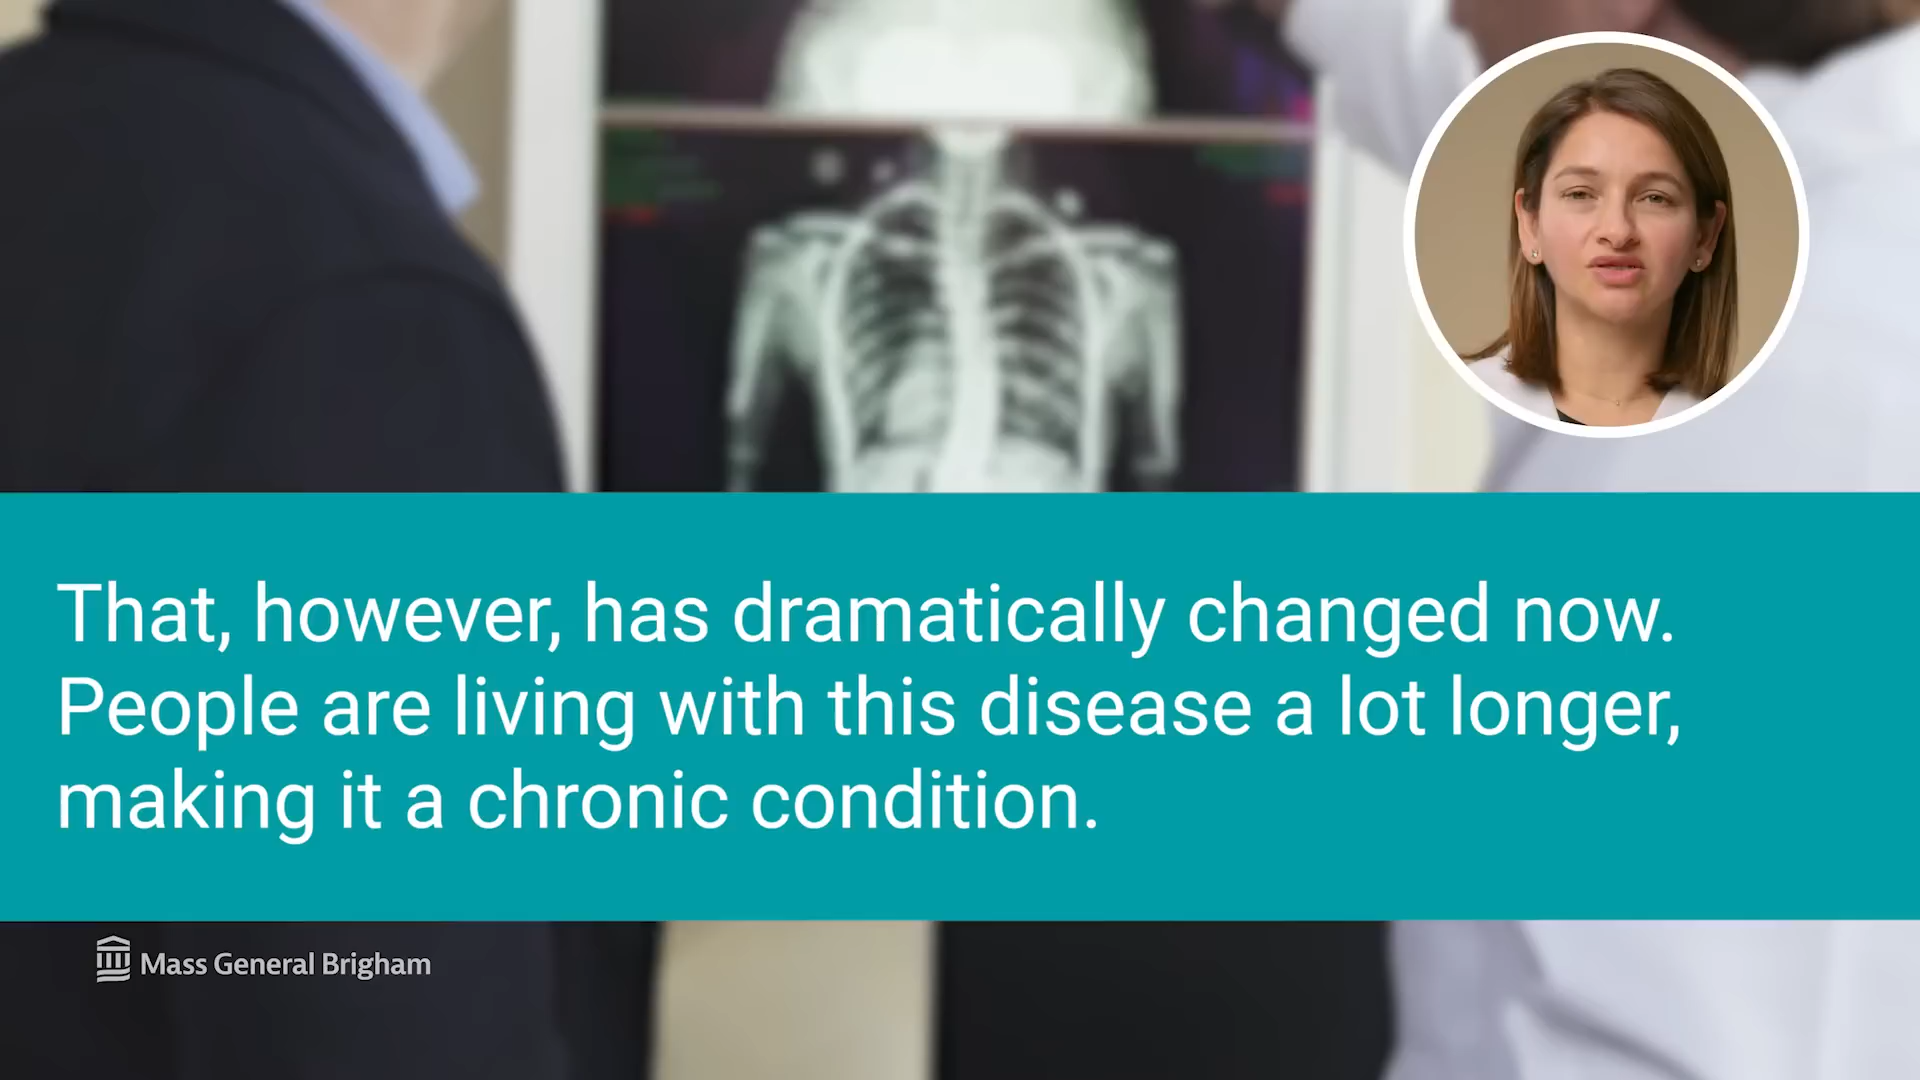 That, however, has dramatically changed now.
People are living with this disease a lot longer,
making it a chronic condition.
Mass General Brigham